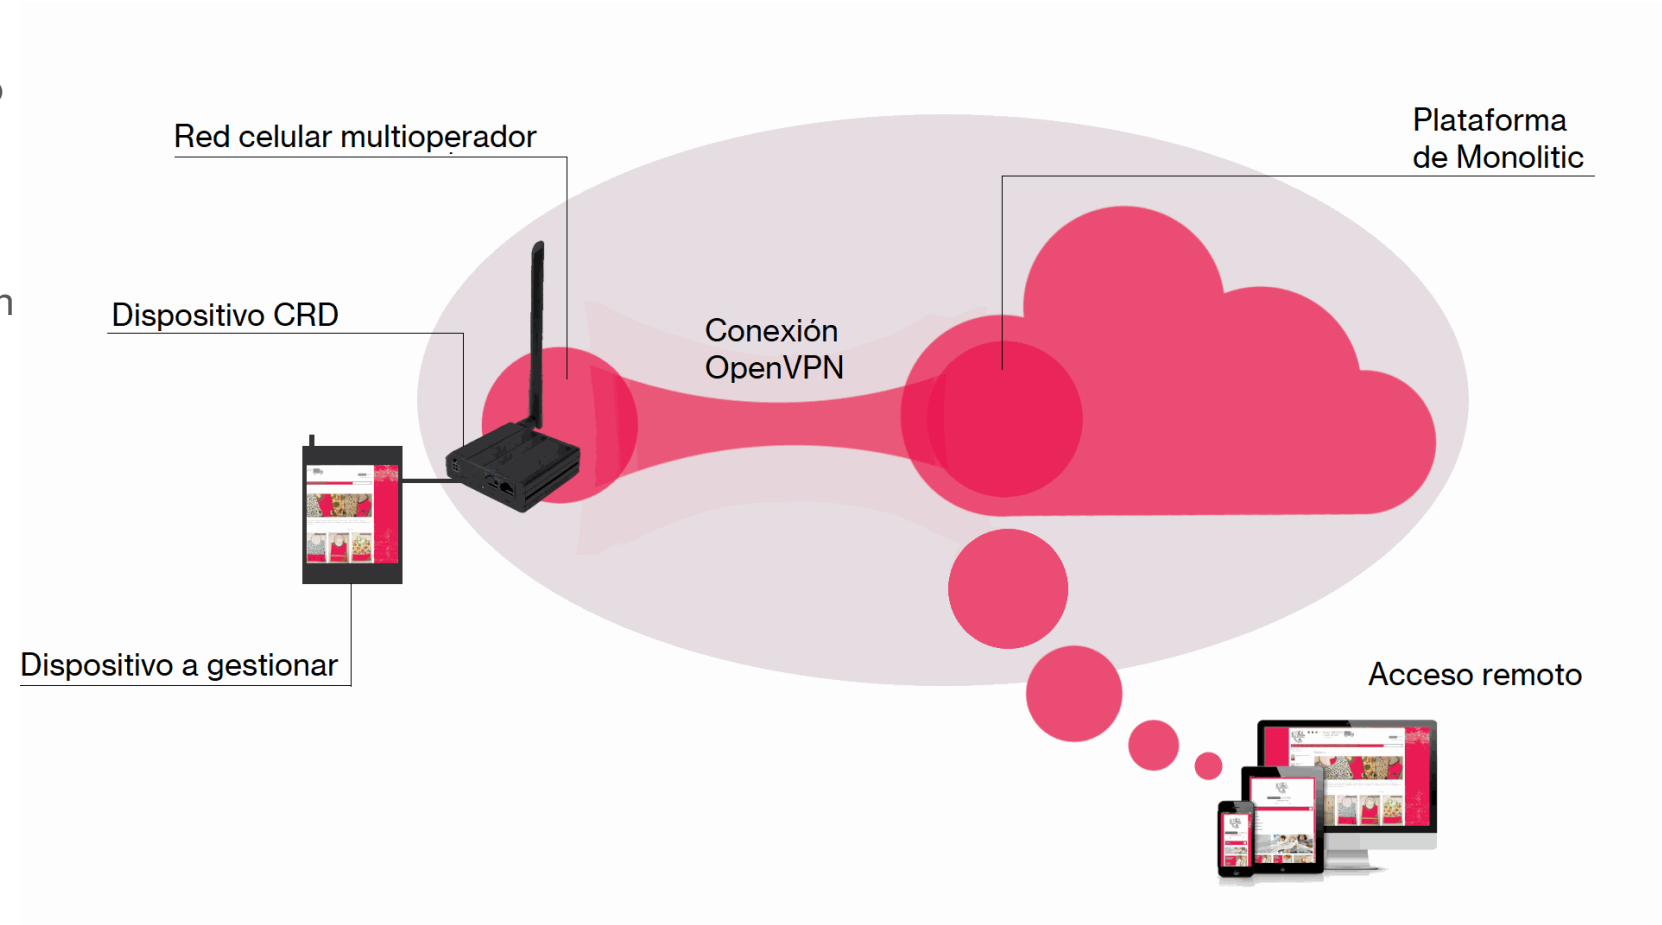 Red celular multioperador
Plataforma
de Monolitic
Dispositivo CRD
Conexión
OpenVPN
Dispositivo a gestionar
Acceso remoto